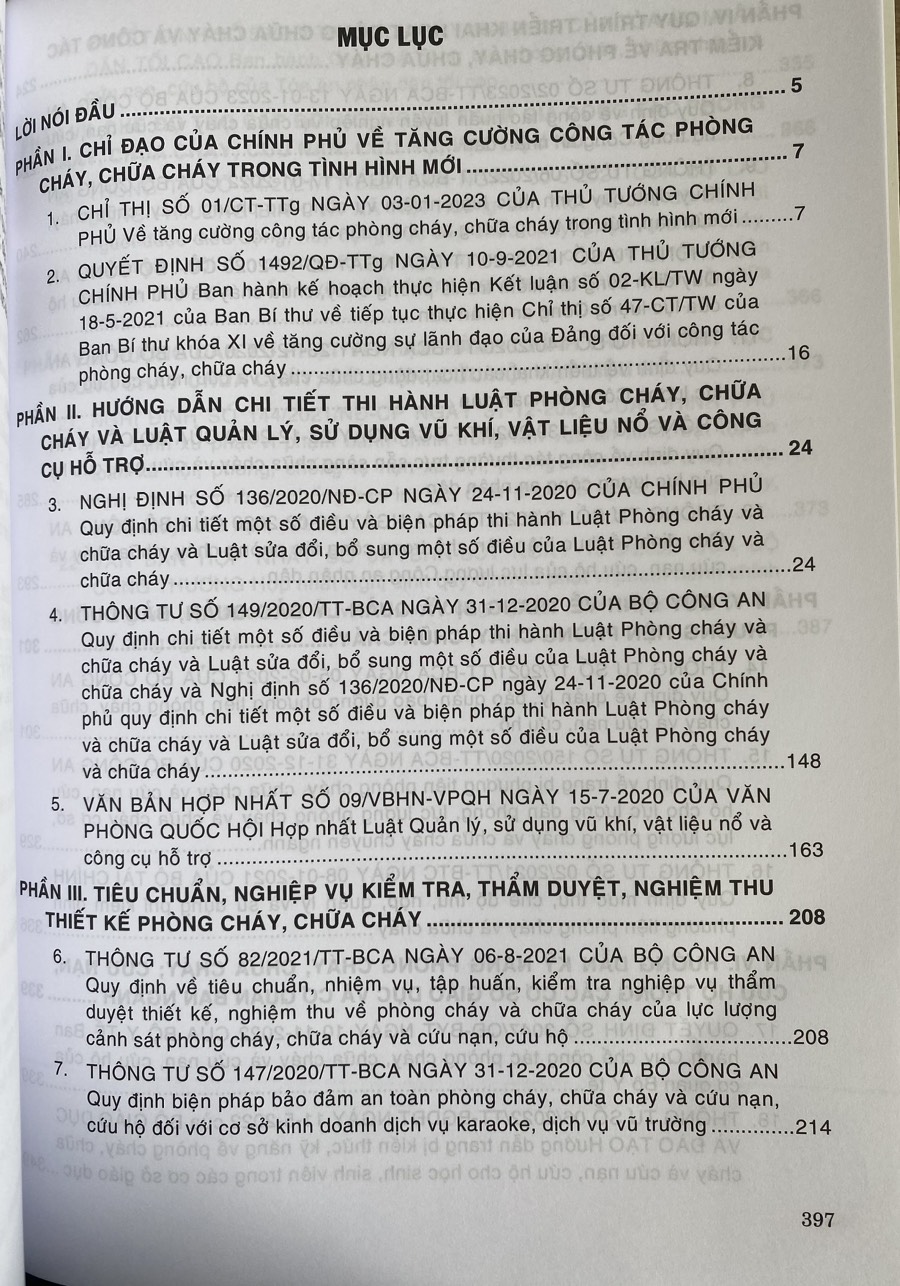 MỤC LỤC
LỜI NÓI ĐẦU ........ 5
PHẦN I. CHỈ ĐẠO CỦA CHÍNH PHỦ VỀ TĂNG CƯỜNG CÔNG TÁC PHÒNG
CHÁY, CHỮA CHÁY TRONG TÌNH HÌNH MỚI ........ 7
1. CHỈ THỊ SỐ 01/CT-TTg NGÀY 03-01-2023 CỦA THỦ TƯỚNG CHÍNH
PHỦ Về tăng cường công tác phòng cháy, chữa cháy trong tình hình mới ........ 7
2. QUYẾT ĐỊNH SỐ 1492/QĐ-TTg NGÀY 10-9-2021 CỦA THỦ TƯỚNG
CHÍNH PHỦ Ban hành kế hoạch thực hiện Kết luận số 02-KL/TW ngày
18-5-2021 của Ban Bí thư về tiếp tục thực hiện Chỉ thị số 47-CT/TW của
Ban Bí thư khóa XI về tăng cường sự lãnh đạo của Đảng đối với công tác
phòng cháy, chữa cháy ........ 16
PHẦN II. HƯỚNG DẪN CHI TIẾT THI HÀNH LUẬT PHÒNG CHÁY, CHỮA
CHÁY VÀ LUẬT QUẢN LÝ, SỬ DỤNG VŨ KHÍ, VẬT LIỆU NỔ VÀ CÔNG
CỤ HỖ TRỢ ........ 24
3. NGHỊ ĐỊNH SỐ 136/2020/NĐ-CP NGÀY 24-11-2020 CỦA CHÍNH PHỦ
Quy định chi tiết một số điều và biện pháp thi hành Luật Phòng cháy và
chữa cháy và Luật sửa đổi, bổ sung một số điều của Luật Phòng cháy và
chữa cháy ........ 24
4. THÔNG TƯ SỐ 149/2020/TT-BCA NGÀY 31-12-2020 CỦA BỘ CÔNG AN
Quy định chi tiết một số điều và biện pháp thi hành Luật Phòng cháy và
chữa cháy và Luật sửa đổi, bổ sung một số điều của Luật Phòng cháy và
chữa cháy và Nghị định số 136/2020/NĐ-CP ngày 24-11-2020 của Chính
phủ quy định chi tiết một số điều và biện pháp thi hành Luật Phòng cháy
và chữa cháy và Luật sửa đổi, bổ sung một số điều của Luật Phòng cháy
và chữa cháy ........ 148
5. VĂN BẢN HỢP NHẤT SỐ 09/VBHN-VPQH NGÀY 15-7-2020 CỦA VĂN
PHÒNG QUỐC HỘI Hợp nhất Luật Quản lý, sử dụng vũ khí, vật liệu nổ và
công cụ hỗ trợ ........ 163
PHẦN III. TIÊU CHUẨN, NGHIỆP VỤ KIỂM TRA, THẨM DUYỆT, NGHIỆM THU
THIẾT KẾ PHÒNG CHÁY, CHỮA CHÁY ........ 208
6. THÔNG TƯ SỐ 82/2021/TT-BCA NGÀY 06-8-2021 CỦA BỘ CÔNG AN
Quy định về tiêu chuẩn, nhiệm vụ, tập huấn, kiểm tra nghiệp vụ thẩm
duyệt thiết kế, nghiệm thu về phòng cháy và chữa cháy của lực lượng
cảnh sát phòng cháy, chữa cháy và cứu nạn, cứu hộ ........ 208
7. THÔNG TƯ SỐ 147/2020/TT-BCA NGÀY 31-12-2020 CỦA BỘ CÔNG AN
Quy định biện pháp bảo đảm an toàn phòng cháy, chữa cháy và cứu nạn,
cứu hộ đối với cơ sở kinh doanh dịch vụ karaoke, dịch vụ vũ trường ........ 214
397